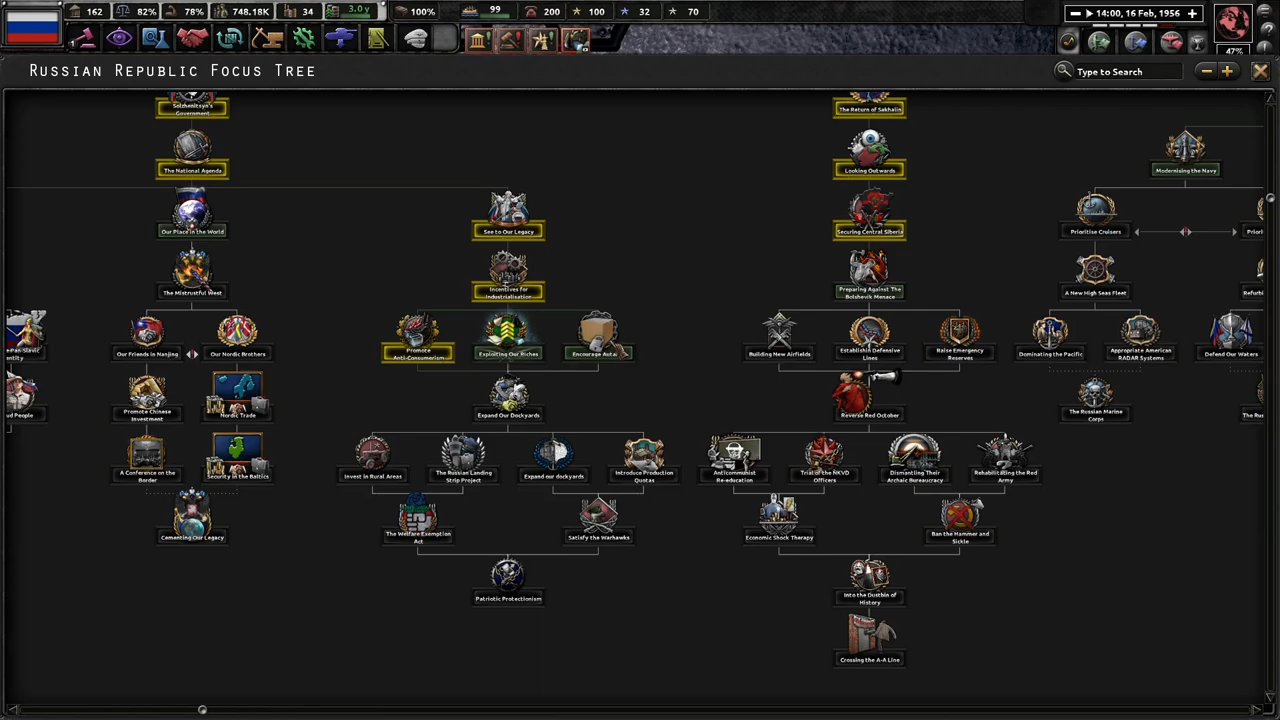 162
82%
78%
748.18K
34
3.0 y
100%
99
200
100
32
70
14:00, 16 Feb, 1956
47%
Russian Republic Focus Tree
Type to Search
Solzhenitsyn's
Government
The Return of Sakhalin
The National Agenda
Looking Outwards
Modernising the Navy
Our Place in the World
See to Our Legacy
Securing Central Siberia
Prioritise Cruisers
The Mistrustful West
Incentives for
Industrialisation
Preparing Against The
Bolshevik Menace
A New High Seas Fleet
Our Friends in Nanjing
Our Nordic Brothers
Promote
Anti-Consumerism
Exploiting Our Riches
Encourage Autar
Building New Airfields
Establish Defensive
Lines
Raise Emergency
Reserves
Dominating the Pacific
Appropriate American
RADAR Systems
Defend Our Waters
Promote Chinese
Investment
Nordic Trade
Expand Our Dockyards
Reverse Red October
The Russian Marine
Corps
A Conference on the
Border
Security in the Baltics
Invest in Rural Areas
The Russian Landing
Strip Project
Expand our dockyards
Introduce Production
Quotas
Anticommunist
Re-education
Trial of the NKVD
Officers
Dismantling Their
Archaic Bureaucracy
Rehabilitating the Red
Army
Cementing Our Legacy
The Welfare Exemption
Act
Satisfy the Warhawks
Economic Shock Therapy
Ban the Hammer and
Sickle
Patriotic Protectionism
Into the Dustbin of
History
Crossing the A-A Line